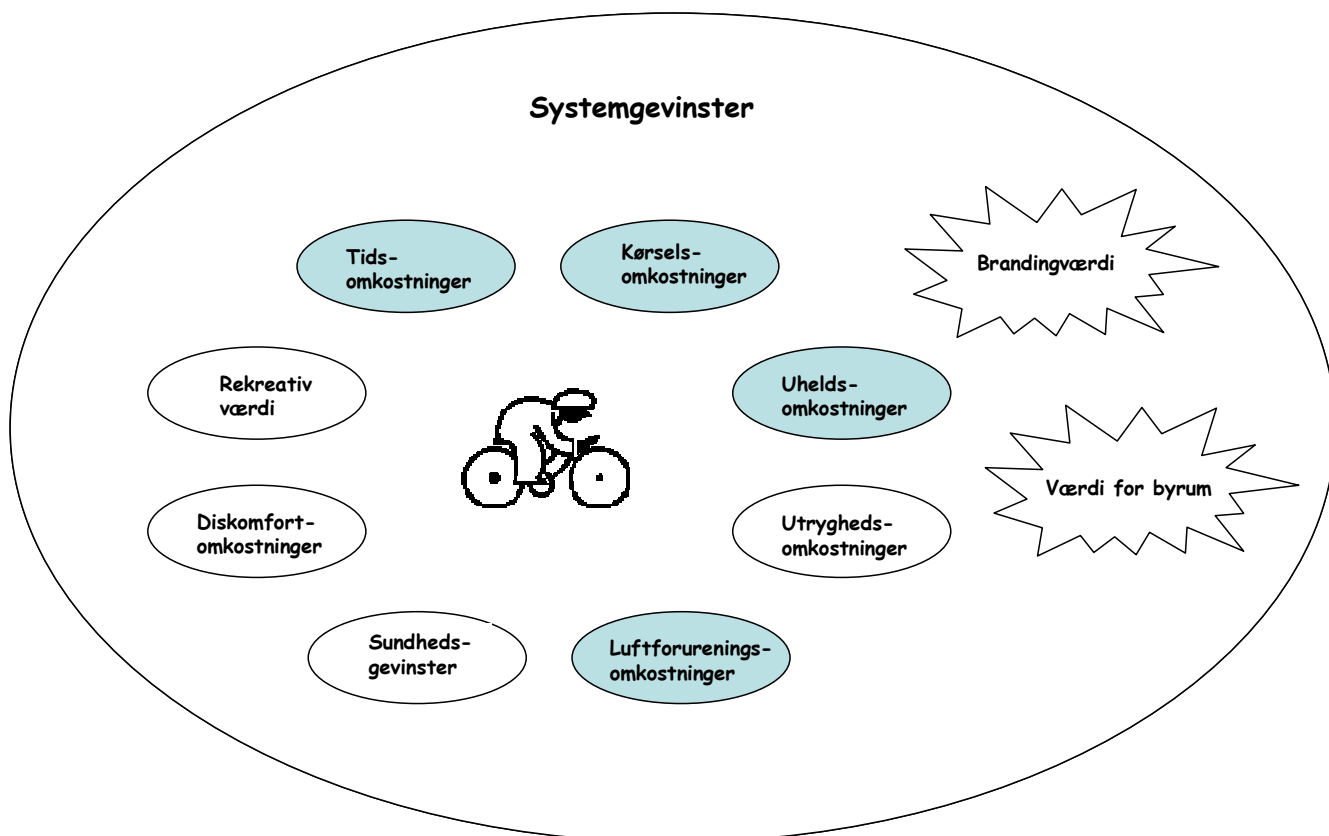 Systemgevinster
Tids-
omkostninger
Kørsels-
omkostninger
Brandingværdi
Rekreativ
værdi
Uhelds-
omkostninger
Værdi for byrum
Diskomfort-
omkostninger
Utrygheds-
omkostninger
Sundheds-
gevinster
Luftforurenings-
omkostninger